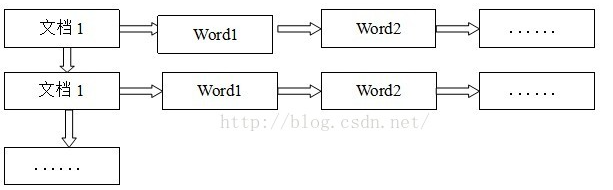 文档 1 Word1 Word2 ······
文档 1 Word1 Word2 ······
http://blog.csdn.net/
······